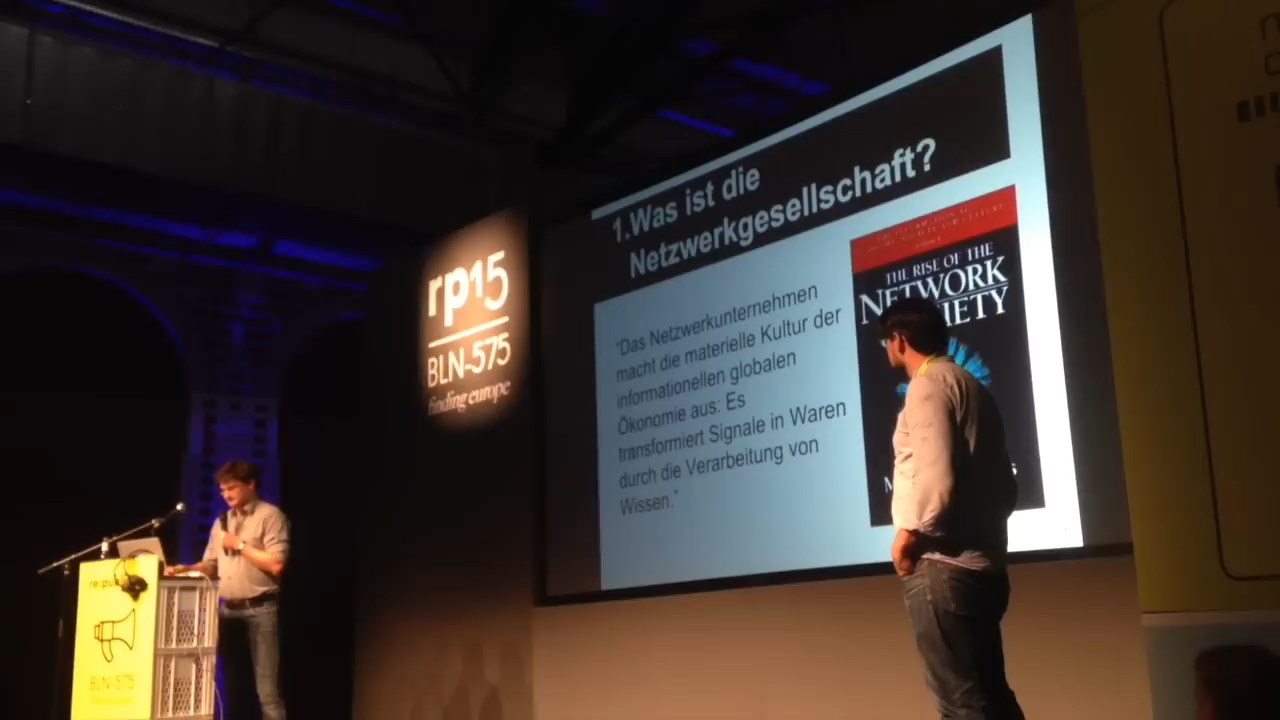 1.Was ist die
Netzwerkgesellschaft?
"Das Netzwerkunternehmen
macht die materielle Kultur der
informationellen globalen
Ökonomie aus: Es
transformiert Signale in Waren
durch die Verarbeitung von
Wissen."
THE RISE OF THE
NETWORK
rp15
BLN-575
finding europe
BLN-575